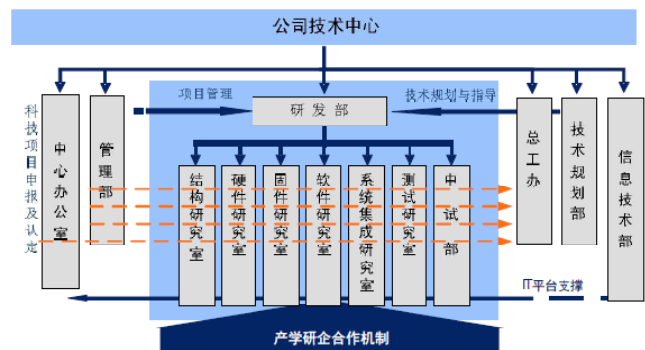 公司技术中心
项目管理
技术规划与指导
研发部
科技项目申报及认定
中心办公室
管理部
结构研究室
硬件研究室
固件研究室
软件研究室
系统集成研究室
测试研究室
中试部
总工办
技术规划部
信息技术部
IT平台支撑
产学研企合作机制